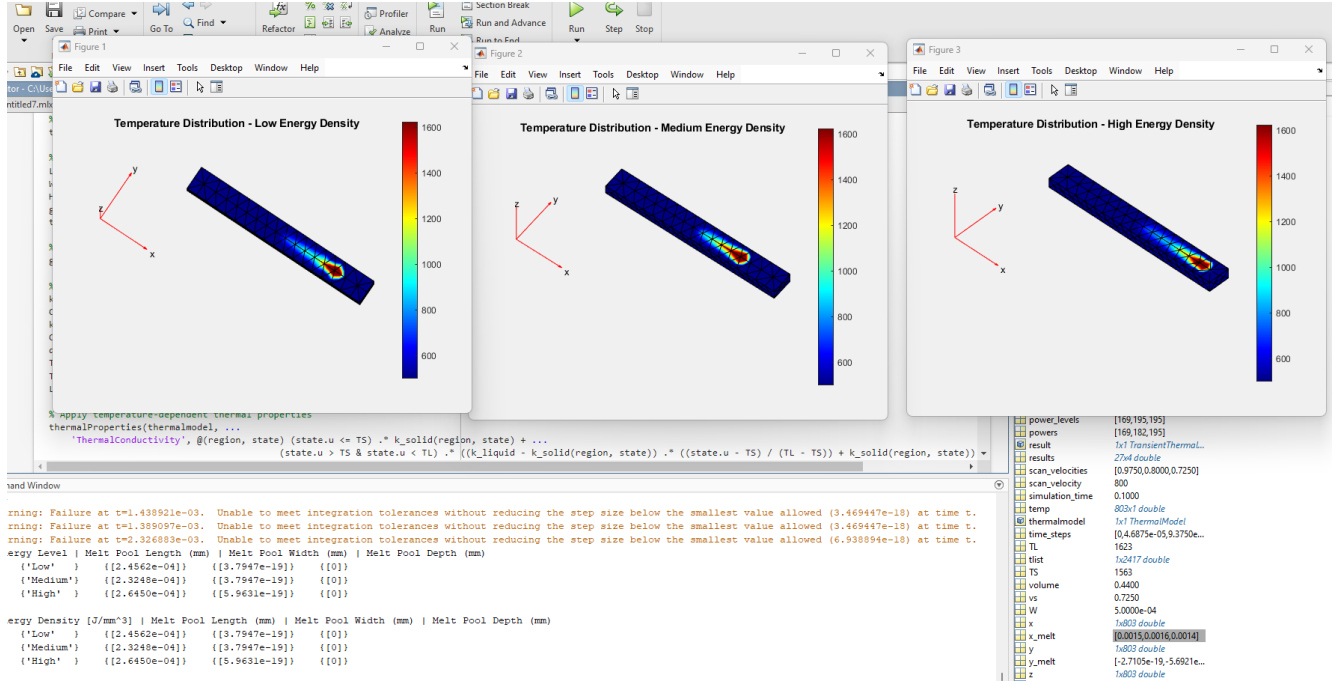 Open Save Compare Print Go To Find Refactor Profiler Analyze Run Section Break Run and Advance Run to End Run Step Stop
Figure 1
File Edit View Insert Tools Desktop Window Help
Temperature Distribution - Low Energy Density
y
z
x
1600
1400
1200
1000
800
600
Figure 2
File Edit View Insert Tools Desktop Window Help
Temperature Distribution - Medium Energy Density
z
y
x
1600
1400
1200
1000
800
600
Figure 3
File Edit View Insert Tools Desktop Window Help
Temperature Distribution - High Energy Density
z
y
x
1600
1400
1200
1000
800
600
tor - C:\Use
ntitled7.mlx
% Apply temperature-dependent thermal properties
thermalProperties(thermalmodel, ...
'ThermalConductivity', @(region, state) (state.u <= TS) .* k_solid(region, state) + ...
(state.u > TS & state.u < TL) .* ((k_liquid - k_solid(region, state)) .* ((state.u - TS) / (TL - TS)) + k_solid(region, state))
mand Window
rning: Failure at t=1.438921e-03. Unable to meet integration tolerances without reducing the step size below the smallest value allowed (3.469447e-18) at time t.
rning: Failure at t=1.389097e-03. Unable to meet integration tolerances without reducing the step size below the smallest value allowed (3.469447e-18) at time t.
rning: Failure at t=2.326883e-03. Unable to meet integration tolerances without reducing the step size below the smallest value allowed (6.938894e-18) at time t.
ergy Level | Melt Pool Length (mm) | Melt Pool Width (mm) | Melt Pool Depth (mm)
{'Low' } {[2.4562e-04]} {[3.7947e-19]} {[0]}
{'Medium'} {[2.3248e-04]} {[3.7947e-19]} {[0]}
{'High' } {[2.6450e-04]} {[5.9631e-19]} {[0]}
ergy Density [J/mm^3] | Melt Pool Length (mm) | Melt Pool Width (mm) | Melt Pool Depth (mm)
{'Low' } {[2.4562e-04]} {[3.7947e-19]} {[0]}
{'Medium'} {[2.3248e-04]} {[3.7947e-19]} {[0]}
{'High' } {[2.6450e-04]} {[5.9631e-19]} {[0]}
power_levels [169,195,195]
powers [169,182,195]
result 1x1 TransientThermal...
results 27x4 double
scan_velocities [0.9750,0.8000,0.7250]
scan_velocity 800
simulation_time 0.1000
temp 803x1 double
thermalmodel 1x1 ThermalModel
time_steps [0,4.6875e-05,9.3750e...
TL 1623
tlist 1x2417 double
TS 1563
volume 0.4400
vs 0.7250
W 5.0000e-04
x 1x803 double
x_melt [0.0015,0.0016,0.0014]
y 1x803 double
y_melt [-2.7105e-19,-5.6921e...
z 1x803 double